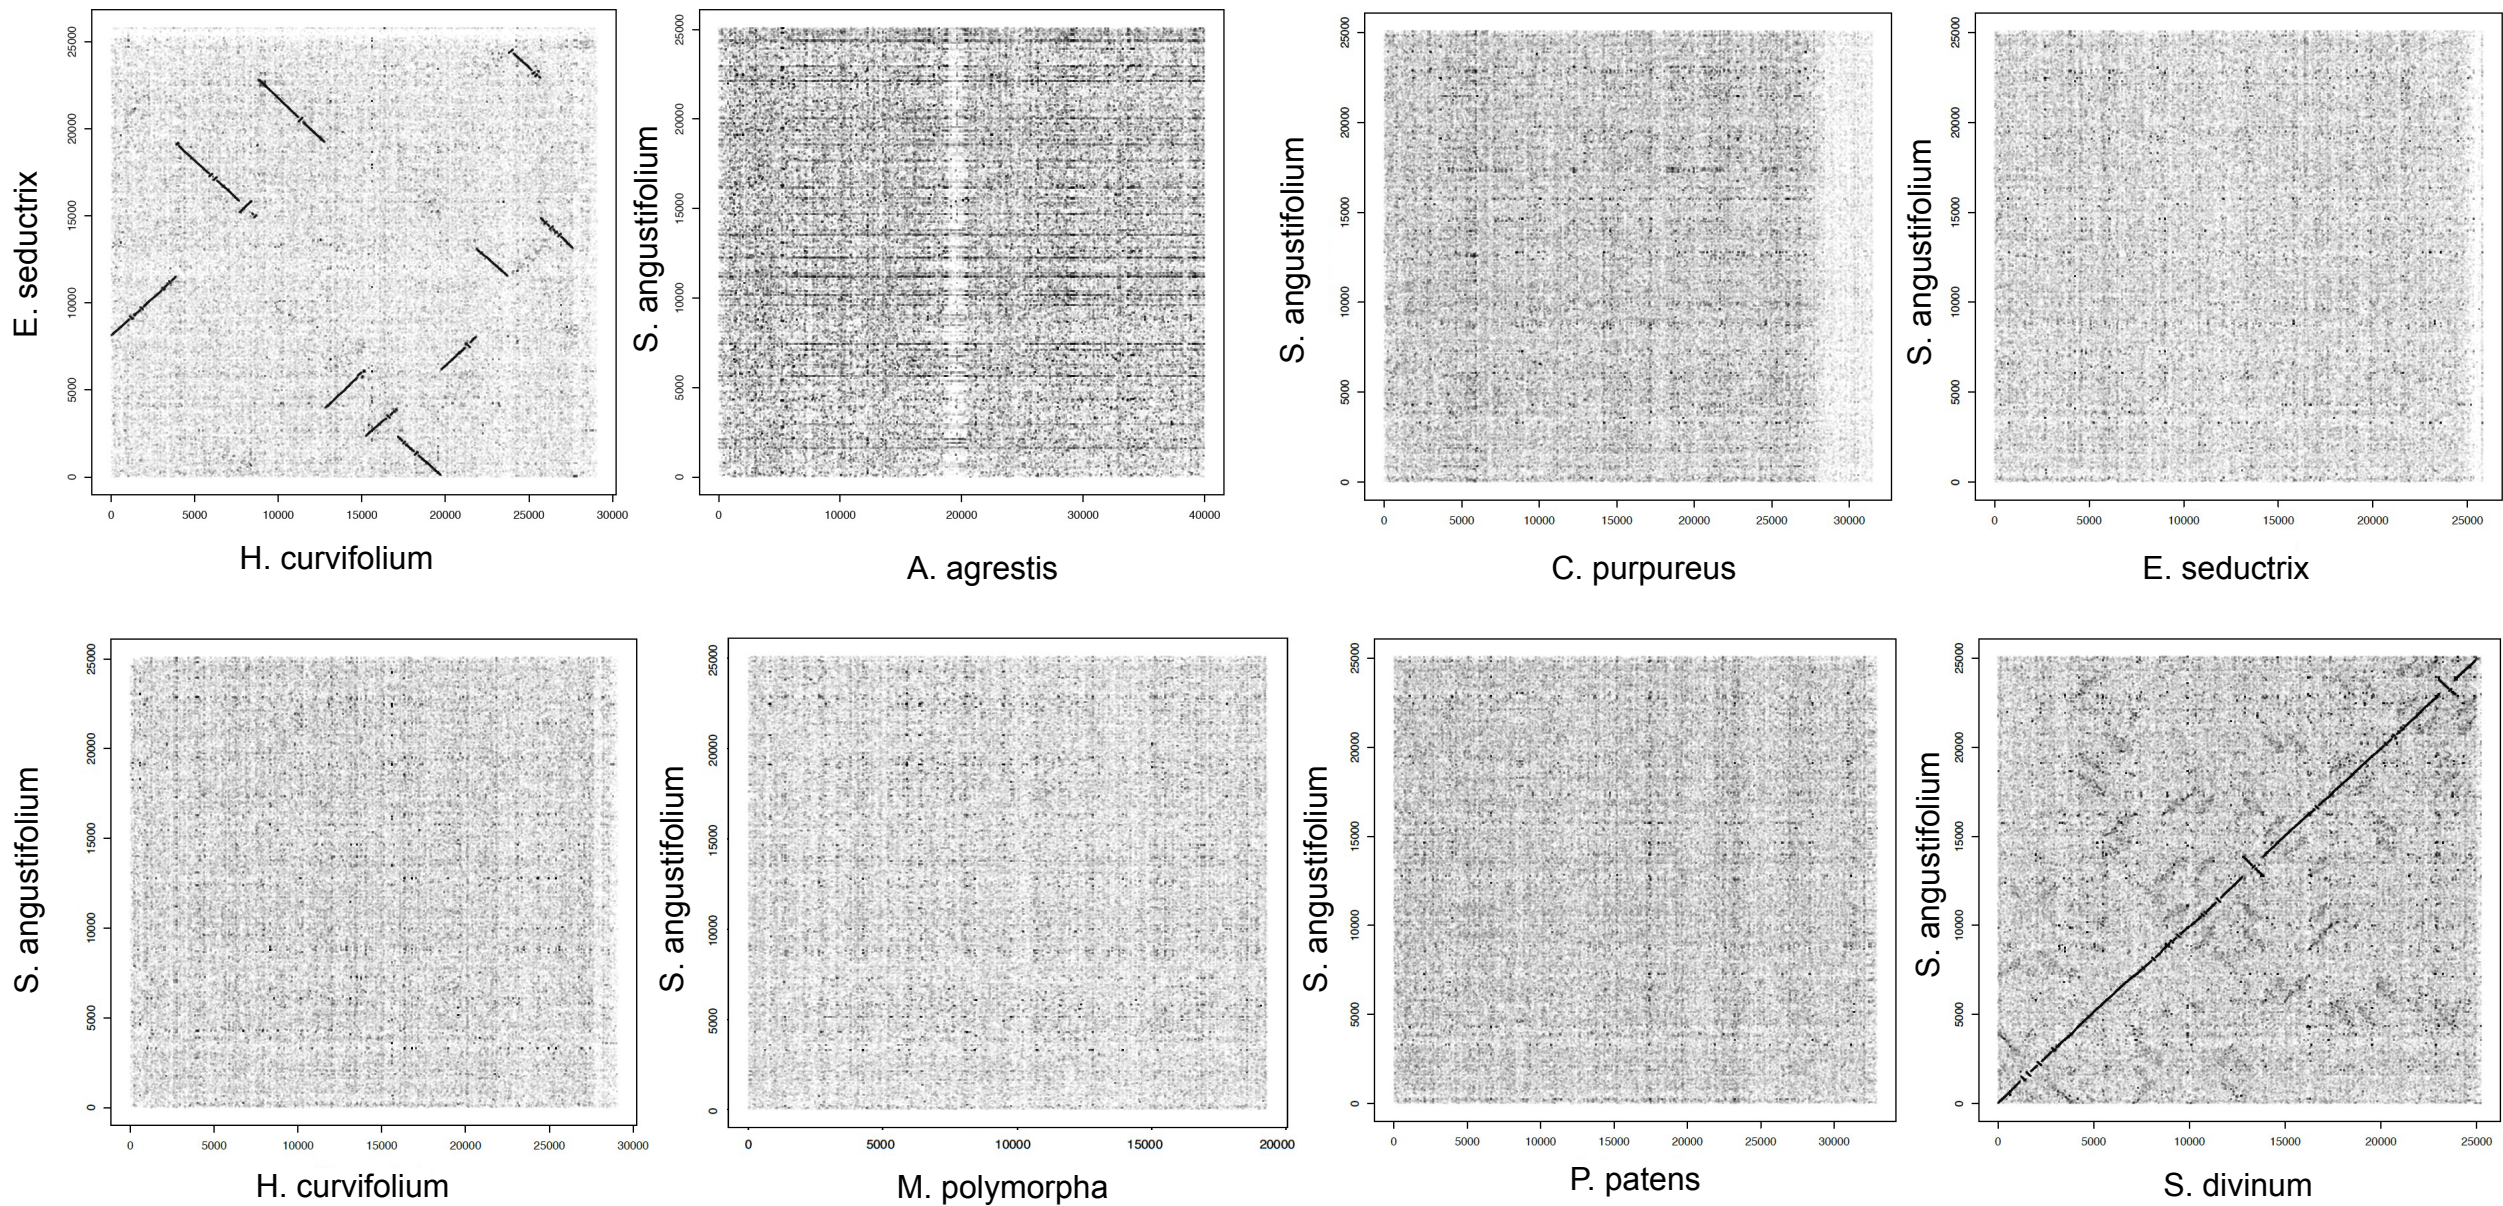 E. seductrix
0 5000 10000 15000 20000 25000
0 5000 10000 15000 20000 25000 30000
H. curvifolium
S. angustifolium
0 5000 10000 15000 20000 25000
0 10000 20000 30000 40000
A. agrestis
S. angustifolium
0 5000 10000 15000 20000 25000
0 5000 10000 15000 20000 25000 30000
C. purpureus
S. angustifolium
0 5000 10000 15000 20000 25000
0 5000 10000 15000 20000 25000
E. seductrix
S. angustifolium
0 5000 10000 15000 20000 25000
0 5000 10000 15000 20000 25000 30000
H. curvifolium
S. angustifolium
0 5000 10000 15000 20000 25000
0 5000 10000 15000 20000
M. polymorpha
S. angustifolium
0 5000 10000 15000 20000 25000
0 5000 10000 15000 20000 25000 30000
P. patens
S. angustifolium
0 5000 10000 15000 20000 25000
0 5000 10000 15000 20000 25000
S. divinum